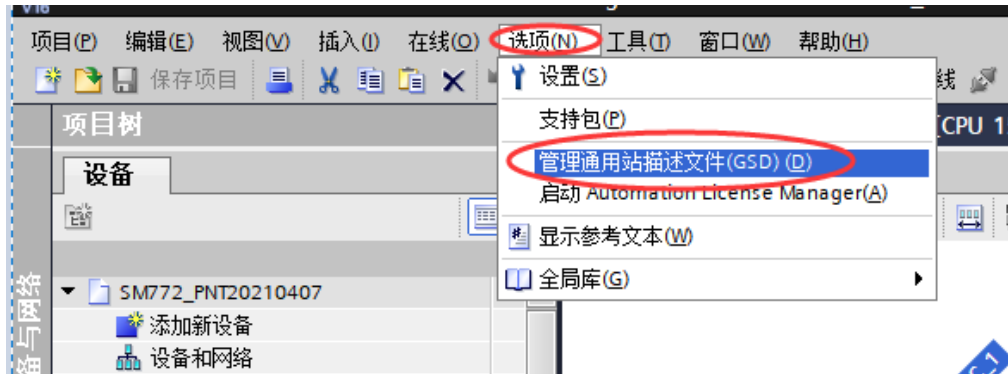 V16
项目(P) 编辑(E) 视图(V) 插入(I) 在线(O) 选项(N) 工具(T) 窗口(W) 帮助(H)
保存项目
设置(S)
线
项目树
支持包(P)
[CPU 1
设备
管理通用站描述文件(GSD) (D)
启动 Automation License Manager(A)
显示参考文本(W)
全局库(G)
SM772_PNT20210407
添加新设备
设备和网络
备与网络